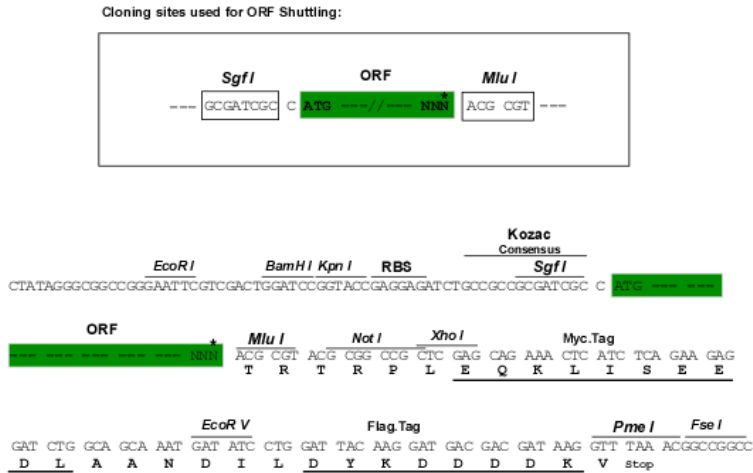 Cloning sites used for ORF Shuttling:
Sgf I ORF Mlu I
--- GCGATCGC C ATG ---//--- NNN* ACG CGT ---
Kozac
Consensus
EcoR I BamH I Kpn I RBS Sgf I
CTATAGGGCGGCCGGGAATTCGTCGACTGGATCCGGTACCGAGGAGATCTGCCGCCGCGATCGC C ATG --- ---
ORF Mlu I Not I Xho I Myc.Tag
--- --- --- --- --- NNN* ACG CGT ACG CGG CCG CTC GAG CAG AAA CTC ATC TCA GAA GAG
T R T R P L E Q K L I S E E
EcoR V Flag.Tag Pme I Fse I
GAT CTG GCA GCA AAT GAT ATC CTG GAT TAC AAG GAT GAC GAC GAT AAG GTT TAA ACGGCCGGCC
D L A A N D I L D Y K D D D D K V Stop